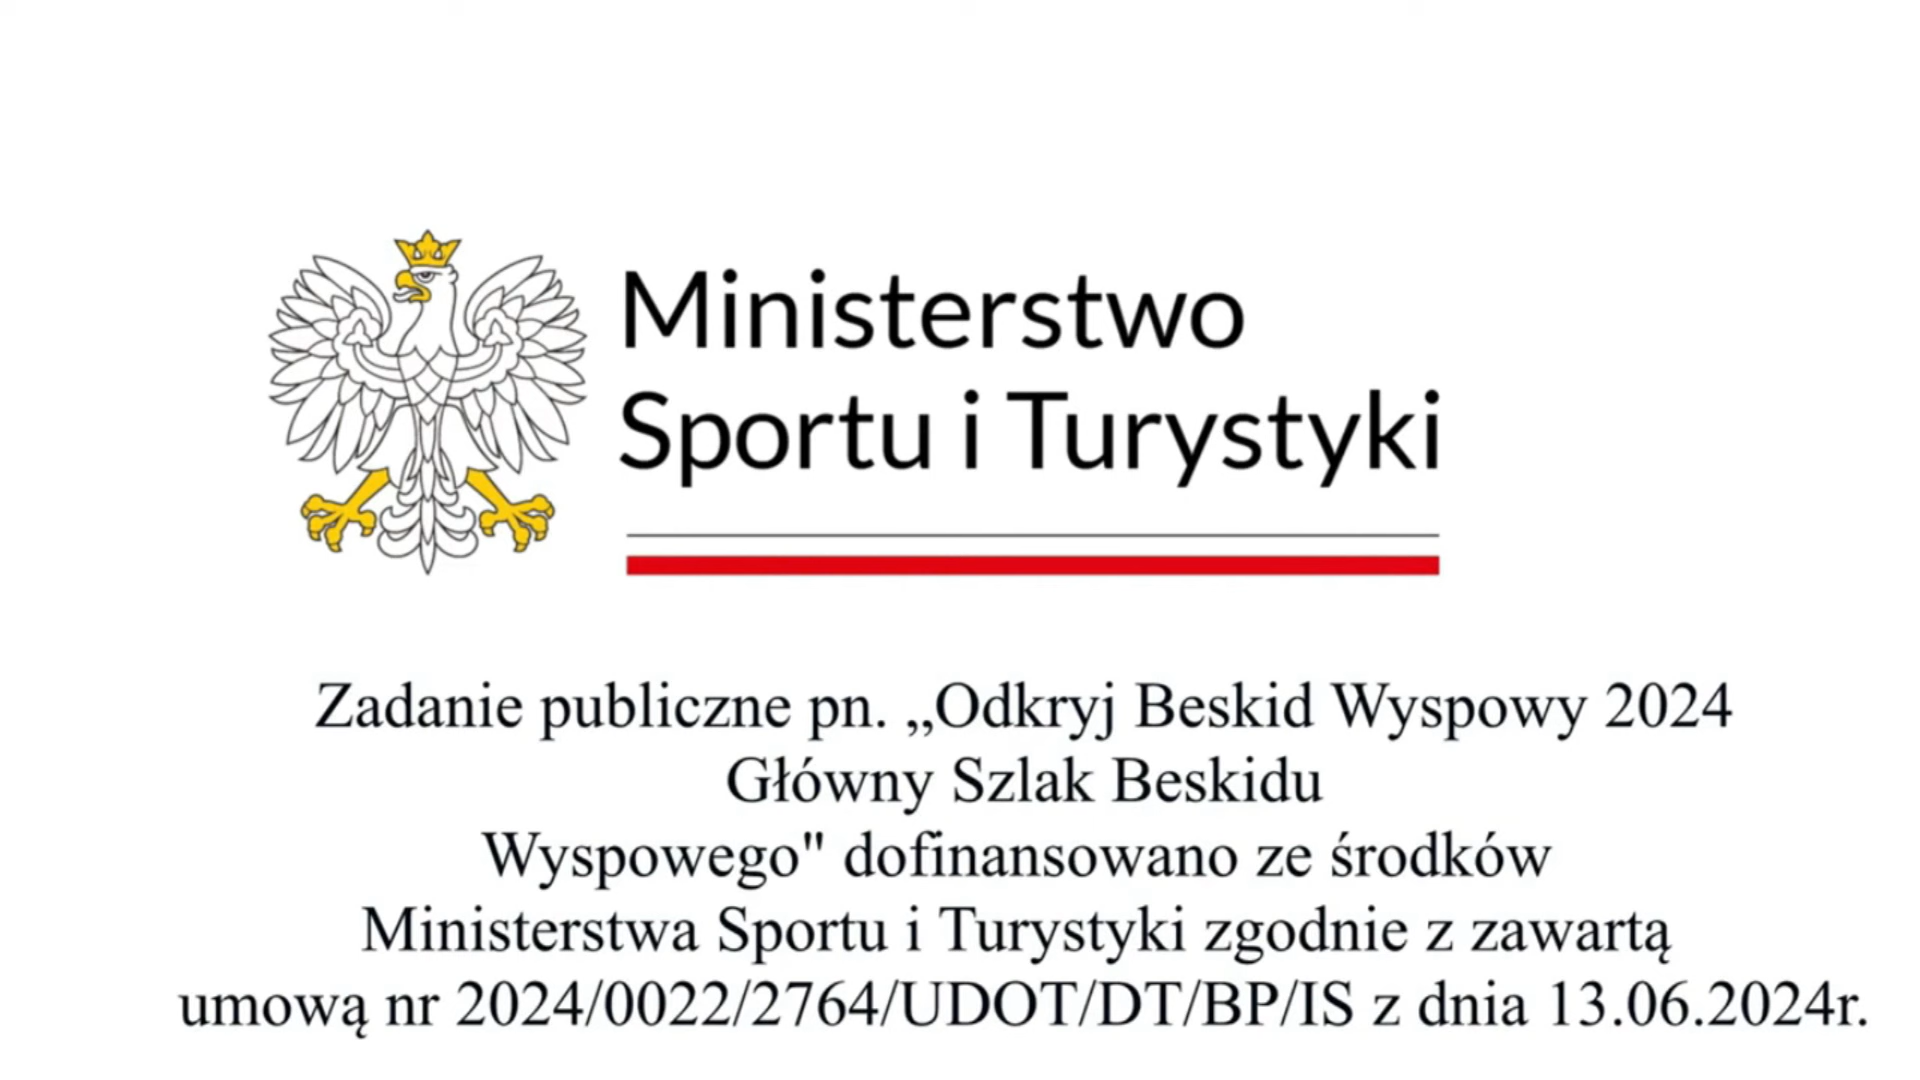 Ministerstwo
Sportu i Turystyki
Zadanie publiczne pn. „Odkryj Beskid Wyspowy 2024
Główny Szlak Beskidu
Wyspowego" dofinansowano ze środków
Ministerstwa Sportu i Turystyki zgodnie z zawartą
umową nr 2024/0022/2764/UDOT/DT/BP/IS z dnia 13.06.2024r.